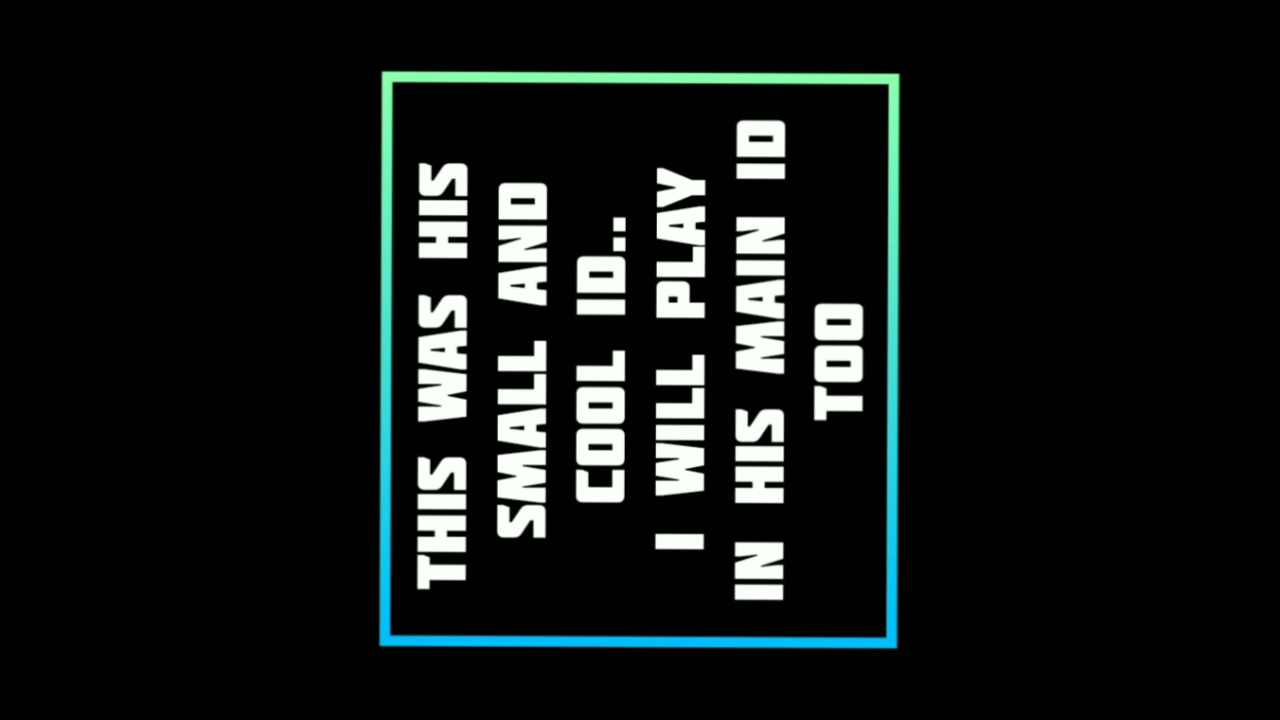 THIS WAS HIS
SMALL AND
COOL ID..
I WILL PLAY
IN HIS MAIN ID
TOO